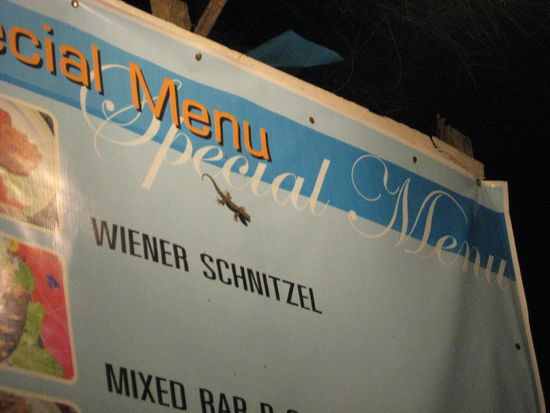 ecial Menu
Special Menu
WIENER SCHNITZEL
MIXED BAR B